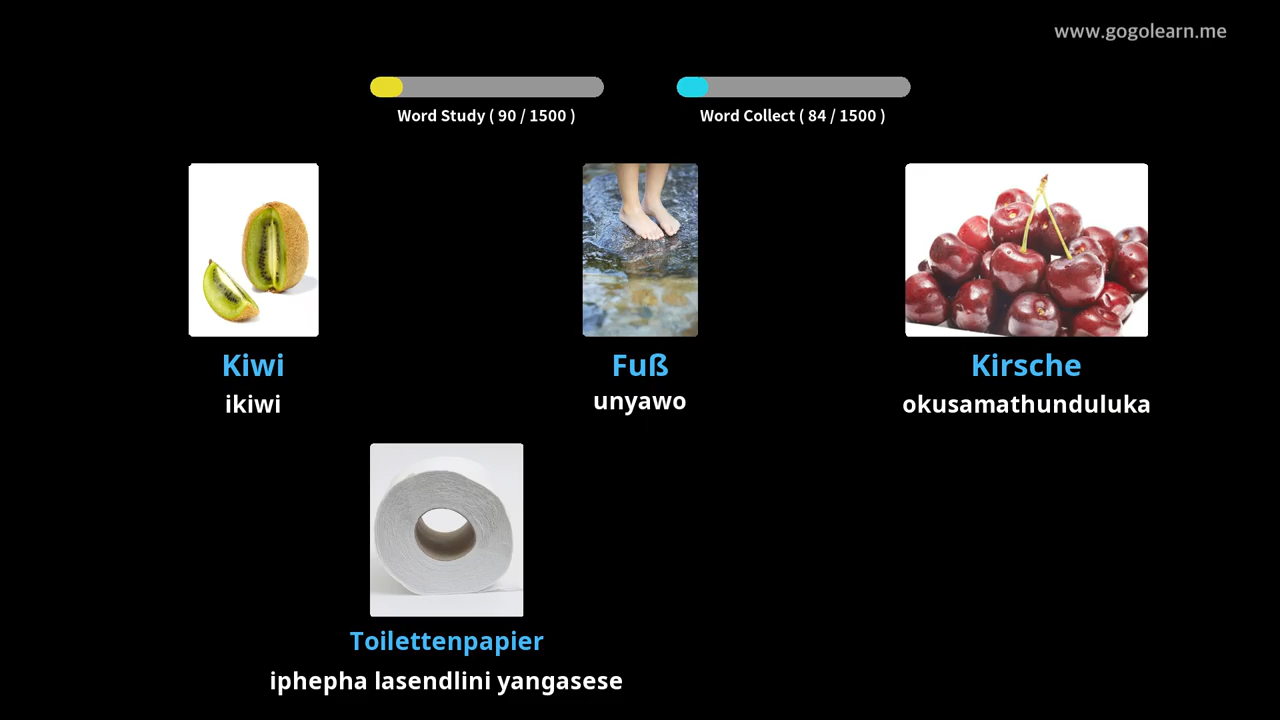 www.gogolearn.me
Word Study ( 90 / 1500 )
Word Collect ( 84 / 1500 )
Kiwi
ikiwi
Fuß
unyawo
Kirsche
okusamathunduluka
Toilettenpapier
iphepha lasendlini yangasese